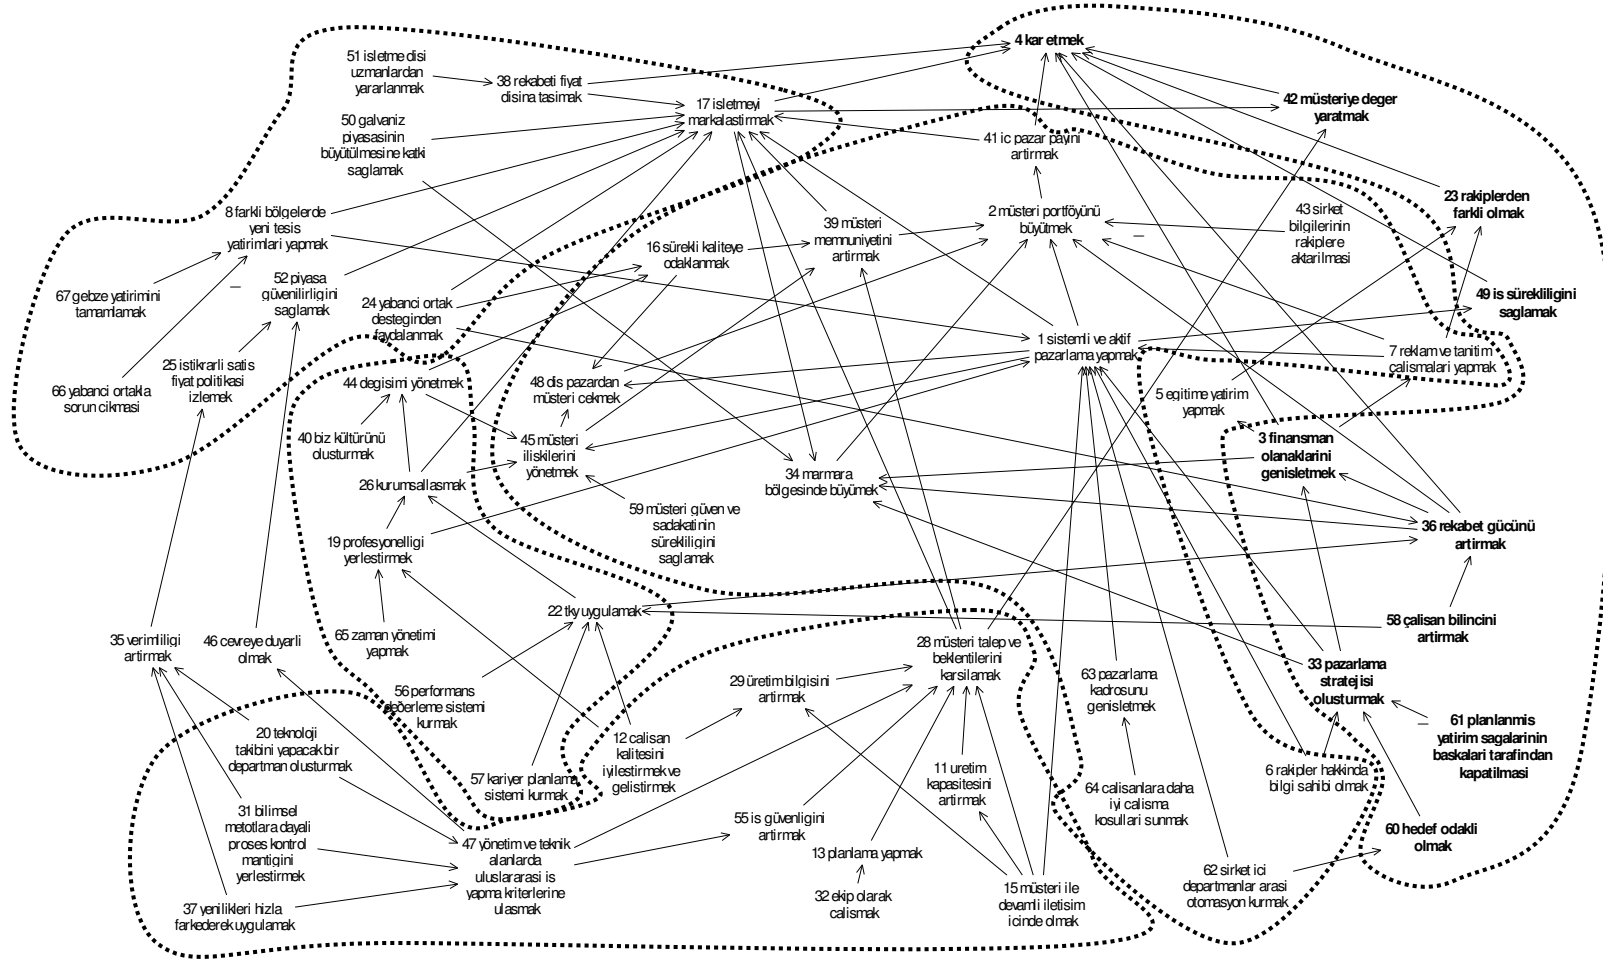 4 kar etmek
51 isletme disi
uzmanlardan
yararlanmak
38 rekabeti fiyat
disina tasimak
17 isletmeyi
markalastirmak
42 müsteriye deger
yaratmak
50 galvaniz
piyasasinin
büyütülmesine katki
saglamak
41 ic pazar payini
artirmak
23 rakiplerden
farkli olmak
8 farkli bölgelerde
yeni tesis
yatirimlari yapmak
39 müsteri
memnuniyetini
artirmak
2 müsteri portföyünü
büyütmek
43 sirket
bilgilerinin
rakiplere
aktarilmasi
16 sürekli kaliteye
odaklanmak
67 gebze yatirimini
tamamlamak
52 piyasa
güvenilirligini
saglamak
24 yabanci ortak
desteginden
faydalanmak
49 is sürekliligini
saglamak
1 sistemli ve aktif
pazarlama yapmak
7 reklam ve tanitim
çalismalari yapmak
66 yabanci ortakla
sorun cikmasi
25 istikrarli satis
fiyat politikasi
izlemek
44 degisimi yönetmek
48 dis pazardan
müsteri cekmek
5 egitime yatirim
yapmak
40 biz kültürünü
olusturmak
45 müsteri
iliskilerini
yönetmek
3 finansman
olanaklarini
genisletmek
26 kurumsallasmak
34 marmara
bölgesinde büyümek
59 müsteri güven ve
sadakatinin
sürekliligini
saglamak
36 rekabet gücünü
artirmak
19 profesyonelligi
yerlestirmek
22 tky uygulamak
58 çalisan bilincini
artirmak
35 verimliligi
artirmak
46 cevreye duyarli
olmak
65 zaman yönetimi
yapmak
28 müsteri talep ve
beklentilerini
karsilamak
33 pazarlama
stratejisi
olusturmak
56 performans
değerleme sistemi
kurmak
29 üretim bilgisini
artirmak
63 pazarlama
kadrosunu
genisletmek
61 planlanmis
yatirim sagalarinin
baskalari tarafindan
kapatilmasi
20 teknoloji
takibini yapacak bir
departman olusturmak
12 calisan
kalitesini
iyilestirmek ve
gelistirmek
57 kariyer planlama
sistemi kurmak
11 uretim
kapasitesini
artirmak
64 calisanlara daha
iyi calisma
kosullari sunmak
6 rakipler hakkinda
bilgi sahibi olmak
31 bilimsel
metotlara dayali
proses kontrol
mantigini
yerlestirmek
55 is güvenligini
artirmak
60 hedef odakli
olmak
47 yönetim ve teknik
alanlarda
uluslararasi is
yapma kriterlerine
ulasmak
13 planlama yapmak
32 ekip olarak
calismak
15 müsteri ile
devamli iletisim
icinde olmak
62 sirket ici
departmanlar arasi
otomasyon kurmak
37 yenilikleri hizla
farkederek uygulamak